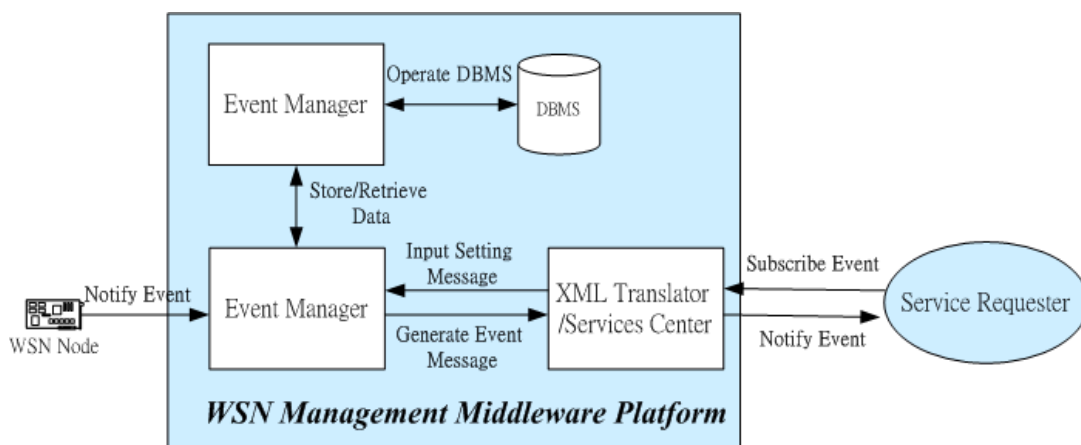 Operate DBMS
Event Manager
DBMS
Store/Retrieve
Data
Input Setting
Message
Subscribe Event
Notify Event
Event Manager
XML Translator
/Services Center
Service Requester
WSN Node
Generate Event
Message
Notify Event
WSN Management Middleware Platform